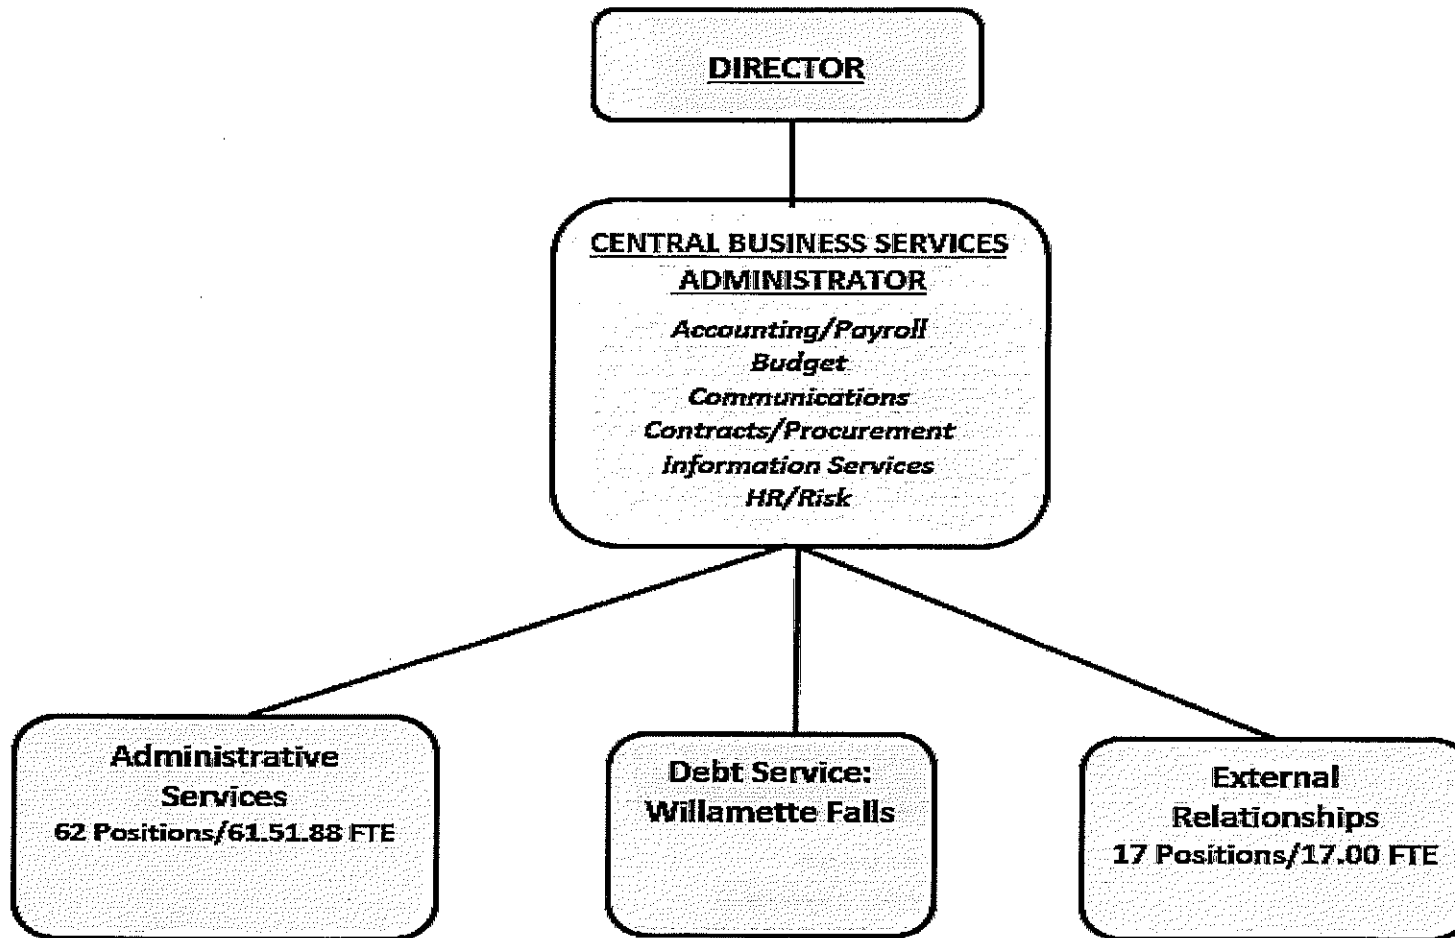 DIRECTOR
CENTRAL BUSINESS SERVICES
ADMINISTRATOR
Accounting/Payroll
Budget
Communications
Contracts/Procurement
Information Services
HR/Risk
Administrative
Services
62 Positions/61.51.88 FTE
Debt Service:
Willamette Falls
External
Relationships
17 Positions/17.00 FTE